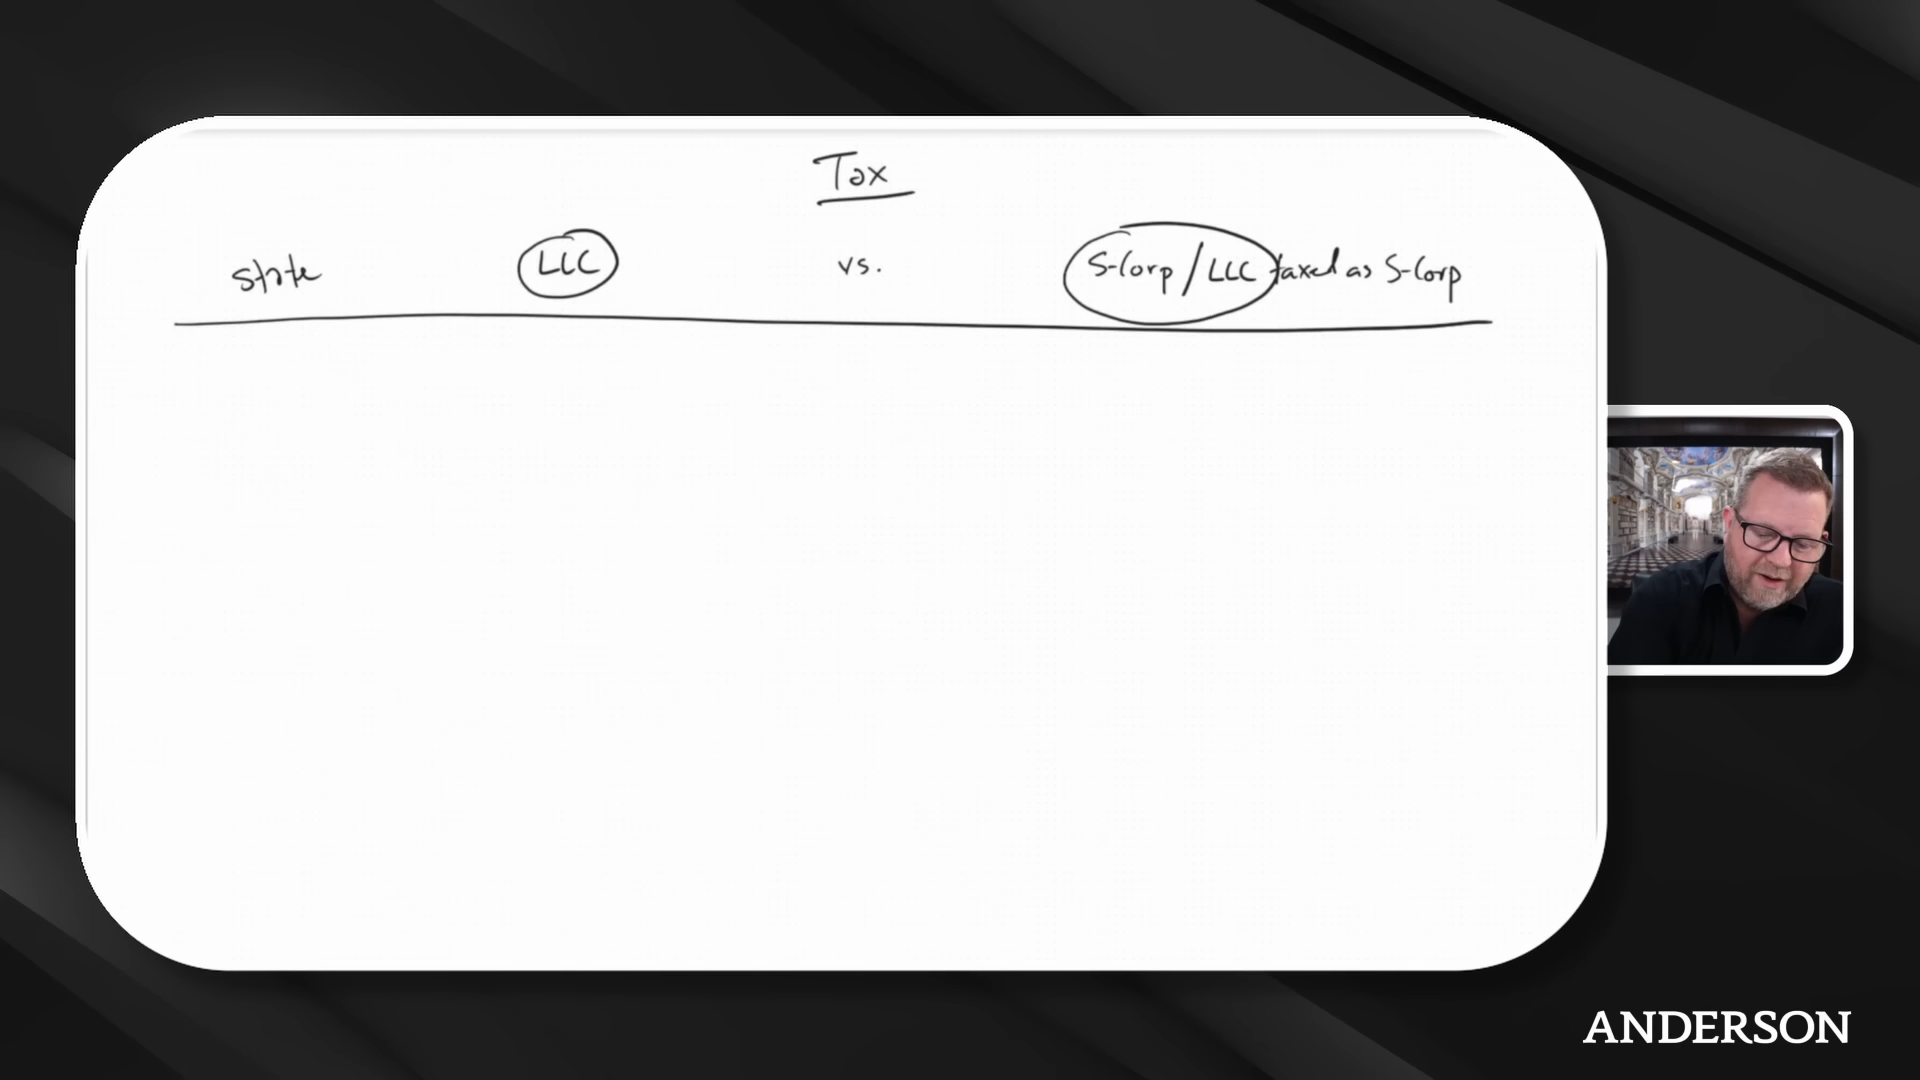 Tax
state LLC vs. S-Corp / LLC taxed as S-Corp
ANDERSON